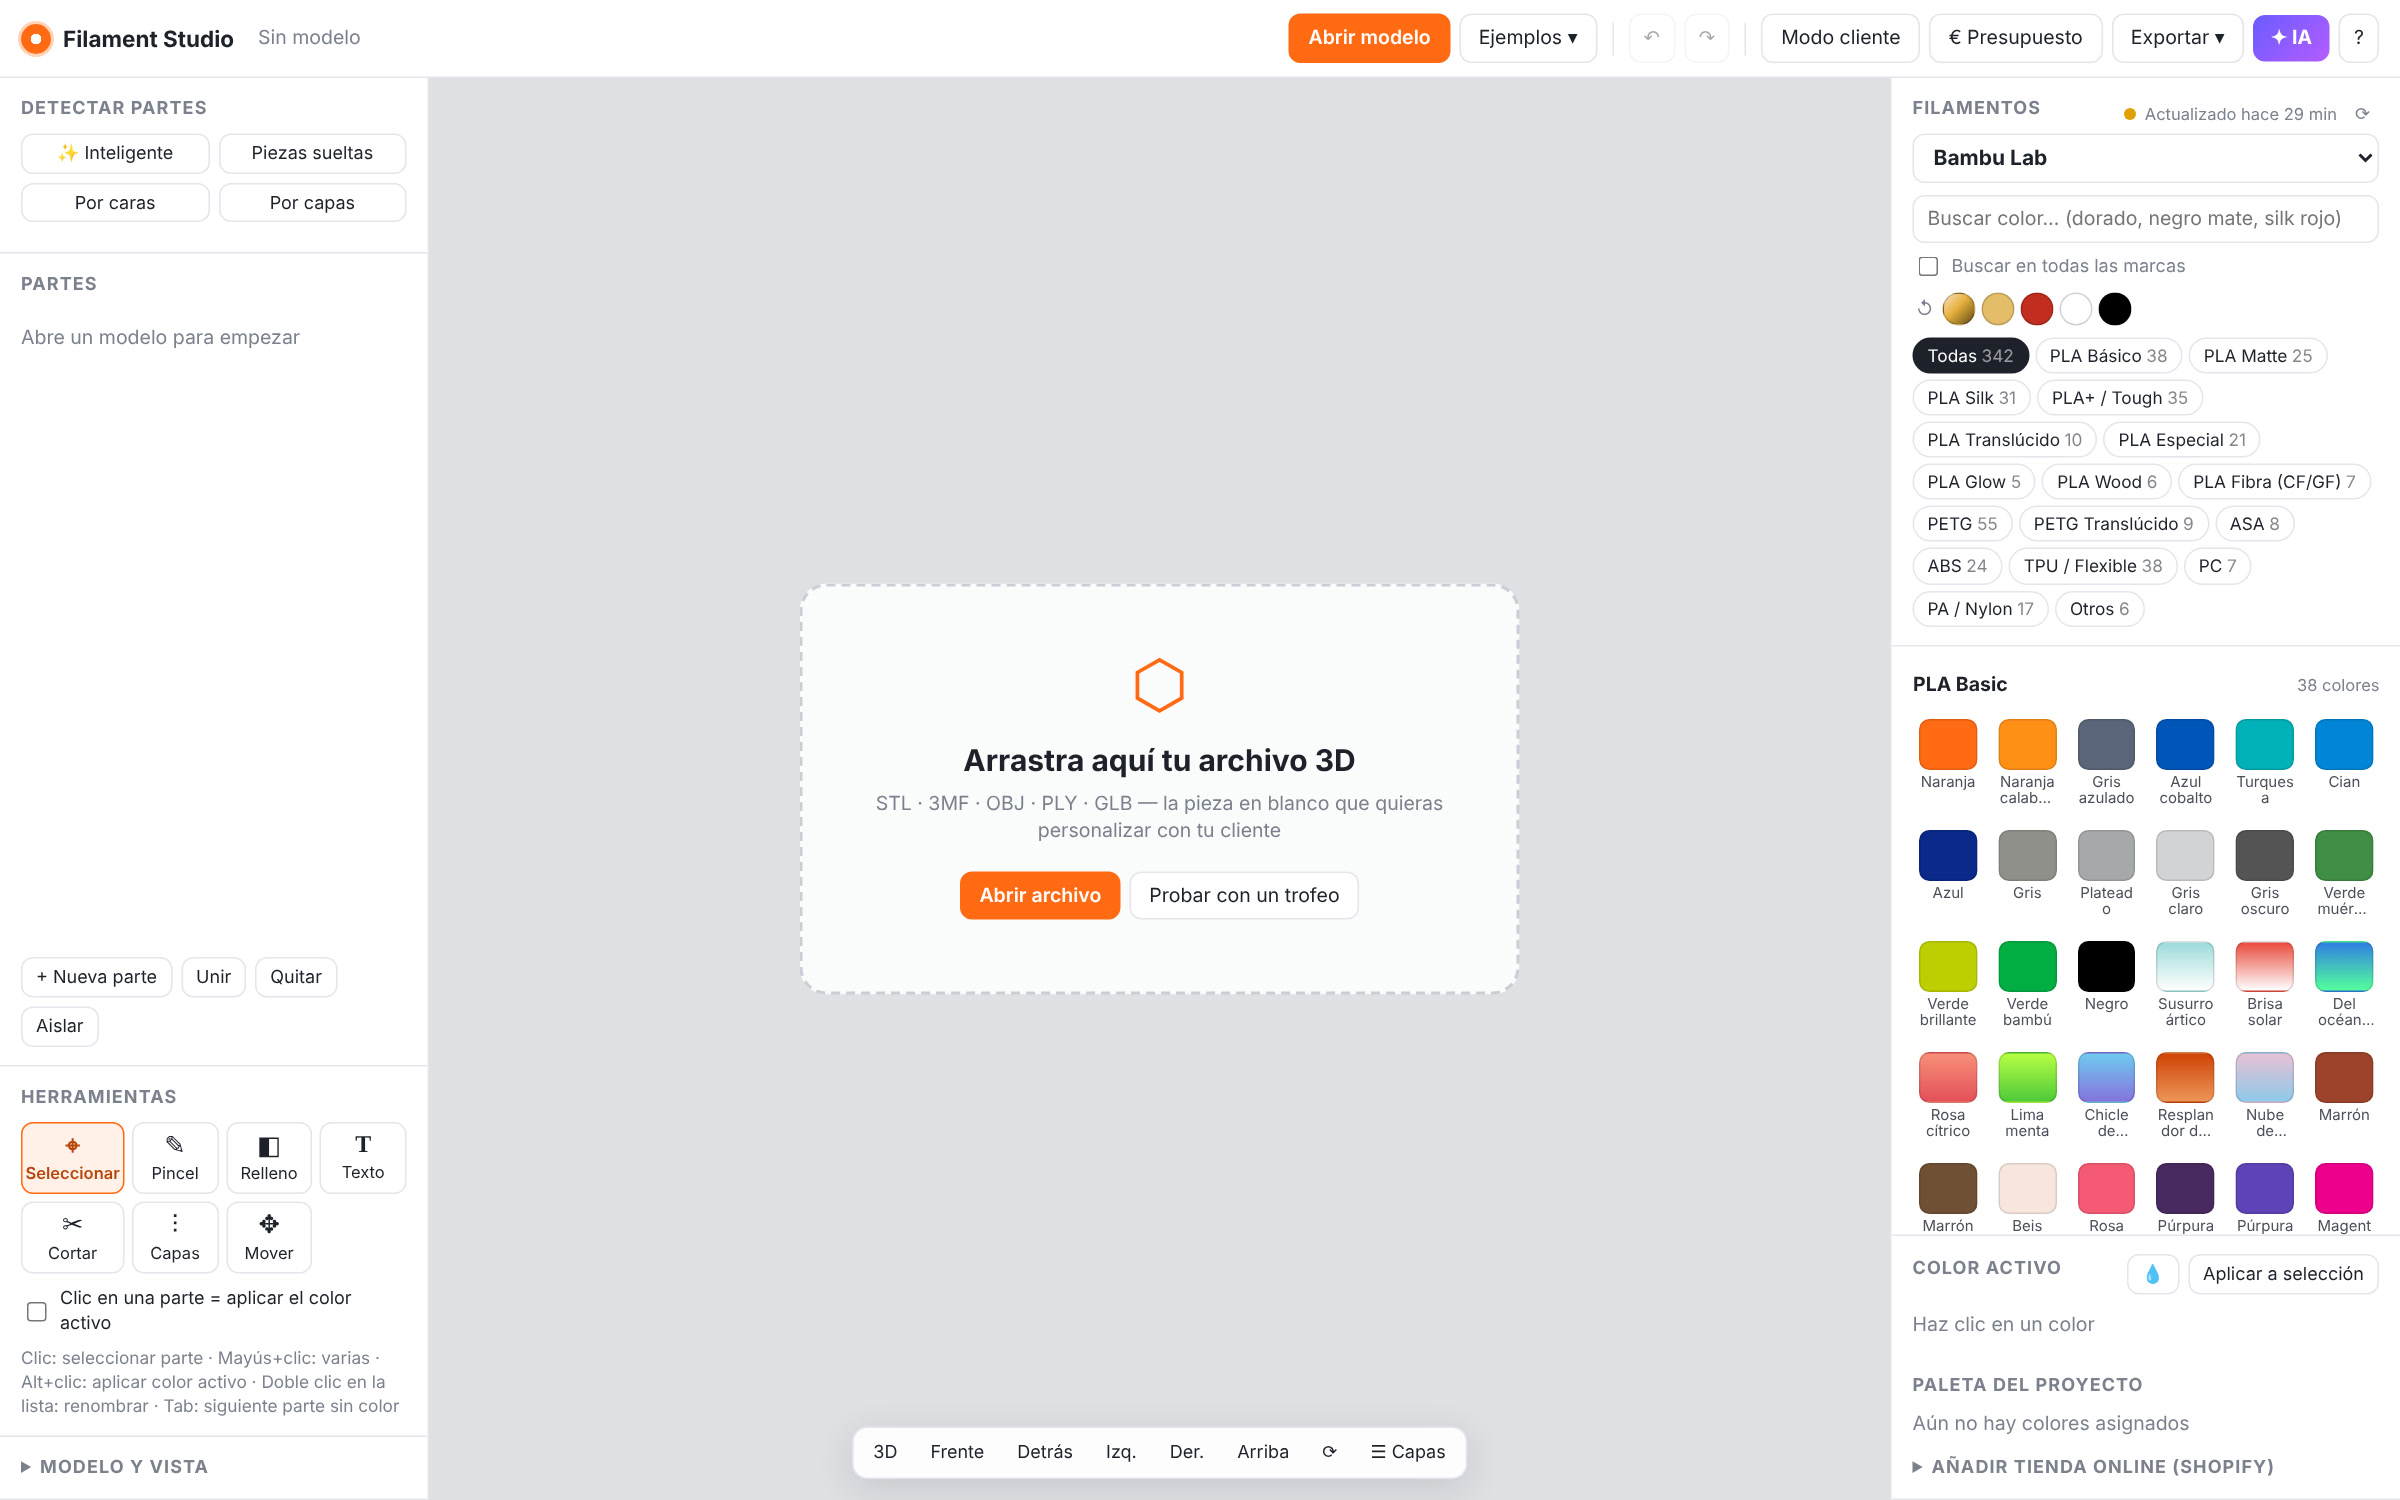 Filament Studio
Sin modelo
Abrir modelo
Ejemplos ▾
Modo cliente
€ Presupuesto
Exportar ▾
✦ IA
?
DETECTAR PARTES
✨ Inteligente
Piezas sueltas
Por caras
Por capas
PARTES
Abre un modelo para empezar
+ Nueva parte
Unir
Quitar
Aislar
HERRAMIENTAS
Seleccionar
Pincel
Relleno
T
Texto
Cortar
Capas
Mover
Clic en una parte = aplicar el color
activo
Clic: seleccionar parte · Mayús+clic: varias ·
Alt+clic: aplicar color activo · Doble clic en la
lista: renombrar · Tab: siguiente parte sin color
▶ MODELO Y VISTA
Arrastra aquí tu archivo 3D
STL · 3MF · OBJ · PLY · GLB — la pieza en blanco que quieras
personalizar con tu cliente
Abrir archivo
Probar con un trofeo
3D
Frente
Detrás
Izq.
Der.
Arriba
⟳
☰ Capas
FILAMENTOS
Actualizado hace 29 min
Bambu Lab
Buscar color... (dorado, negro mate, silk rojo)
Buscar en todas las marcas
Todas 342
PLA Básico 38
PLA Matte 25
PLA Silk 31
PLA+ / Tough 35
PLA Translúcido 10
PLA Especial 21
PLA Glow 5
PLA Wood 6
PLA Fibra (CF/GF) 7
PETG 55
PETG Translúcido 9
ASA 8
ABS 24
TPU / Flexible 38
PC 7
PA / Nylon 17
Otros 6
PLA Basic
38 colores
Naranja
Naranja
calab...
Gris
azulado
Azul
cobalto
Turques
a
Cian
Azul
Gris
Platead
o
Gris
claro
Gris
oscuro
Verde
muér...
Verde
brillante
Verde
bambú
Negro
Susurro
ártico
Brisa
solar
Del
océan...
Rosa
cítrico
Lima
menta
Chicle
de...
Resplan
dor d...
Nube
de...
Marrón
Marrón
Beis
Rosa
Púrpura
Púrpura
Magent
COLOR ACTIVO
Aplicar a selección
Haz clic en un color
PALETA DEL PROYECTO
Aún no hay colores asignados
▶ AÑADIR TIENDA ONLINE (SHOPIFY)